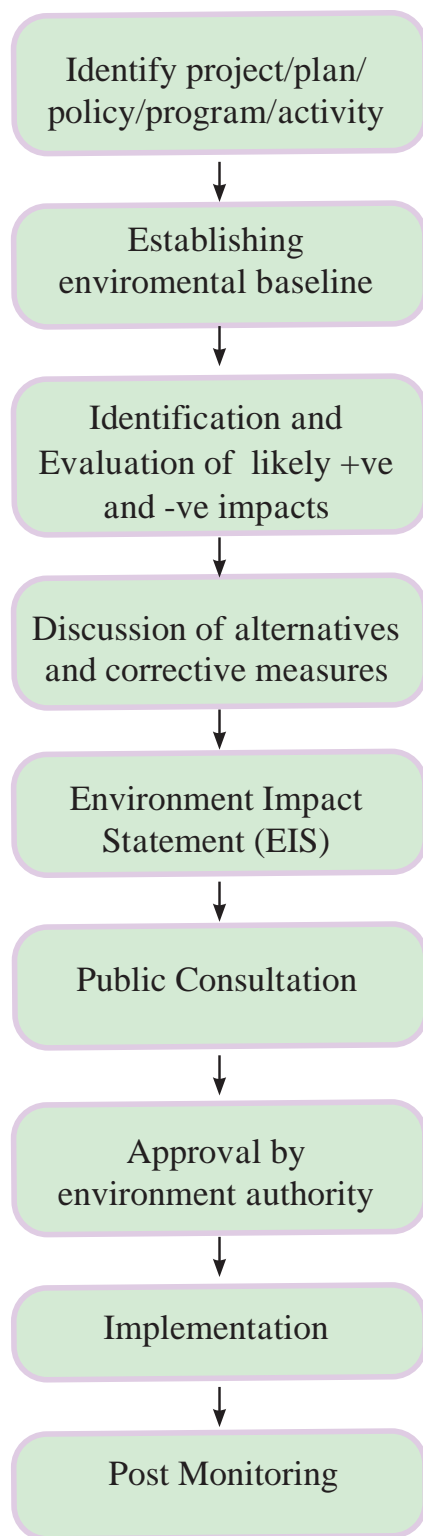 Identify project/plan/
policy/program/activity
Establishing
enviromental baseline
Identification and
Evaluation of likely +ve
and -ve impacts
Discussion of alternatives
and corrective measures
Environment Impact
Statement (EIS)
Public Consultation
Approval by
environment authority
Implementation
Post Monitoring